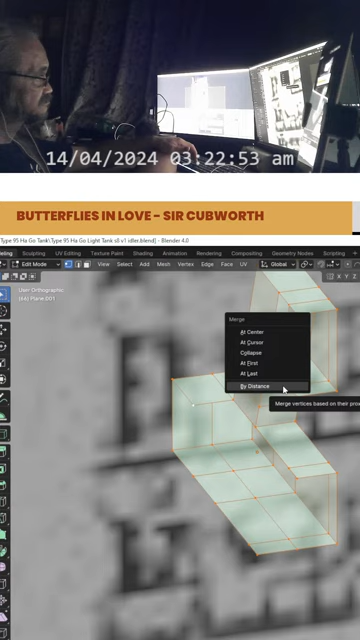 14/04/2024 03:22:53 am
BUTTERFLIES IN LOVE - SIR CUBWORTH
Type 95 Ha Go Tank\Type 95 Ha Go Light Tank s8 v1 idler.blend] - Blender 4.0
eling Sculpting UV Editing Texture Paint Shading Animation Rendering Compositing Geometry Nodes Scripting
Edit Mode View Select Add Mesh Vertex Edge Face UV Global
X Y Z
User Orthographic
(66) Plane.001
Merge
At Center
At Cursor
Collapse
At First
At Last
By Distance
Merge vertices based on their prox